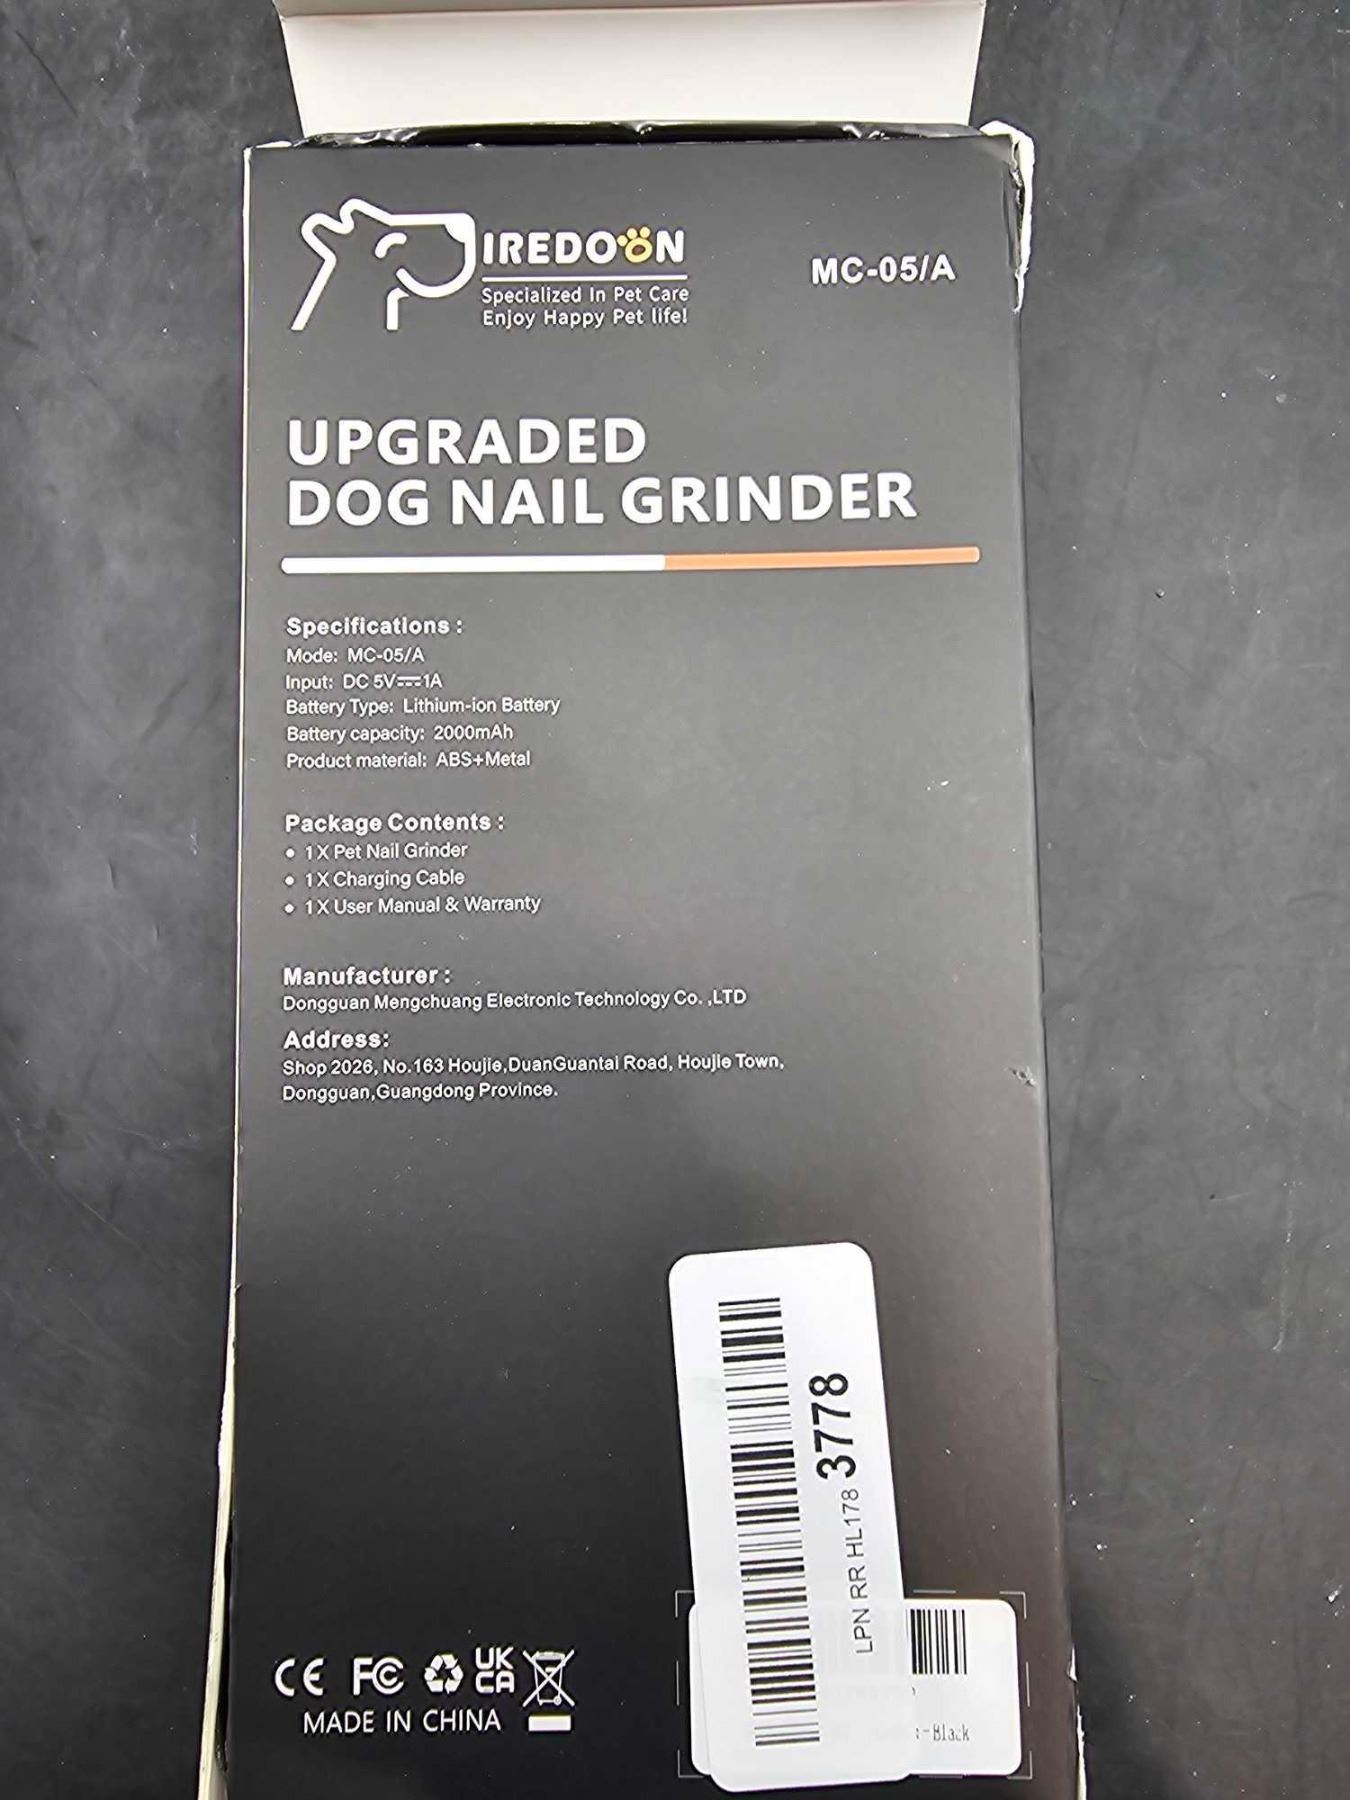 IREDOON
Specialized In Pet Care
Enjoy Happy Pet life!
MC-05/A
UPGRADED
DOG NAIL GRINDER
Specifications :
Mode: MC-05/A
Input: DC 5V⎓1A
Battery Type: Lithium-ion Battery
Battery capacity: 2000mAh
Product material: ABS+Metal
Package Contents :
• 1X Pet Nail Grinder
• 1X Charging Cable
• 1X User Manual & Warranty
Manufacturer :
Dongguan Mengchuang Electronic Technology Co. ,LTD
Address:
Shop 2026, No.163 Houjie,DuanGuantai Road, Houjie Town,
Dongguan,Guangdong Province.
LPN RR HL178 3778
-Black
CE FC UK
CA
MADE IN CHINA